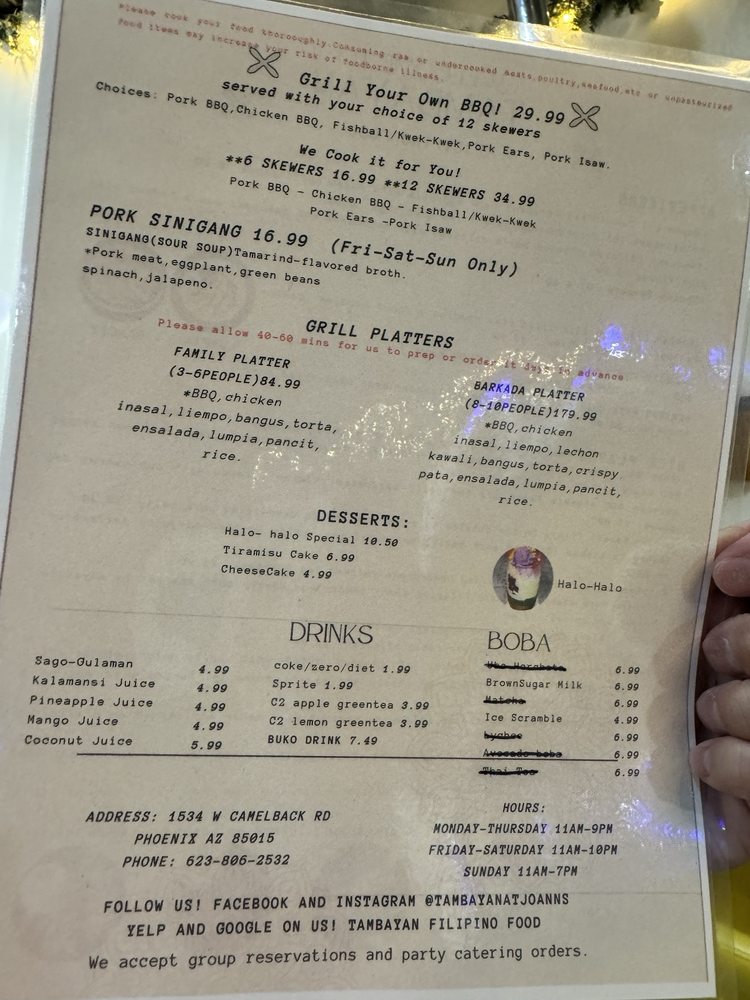 *Please cook your food thoroughly.Consuming raw or undercooked meats,poultry,seafood,etc or unpasteurized
food items may increase your risk of foodborne illness.
Grill Your Own BBQ! 29.99
served with your choice of 12 skewers
Choices: Pork BBQ,Chicken BBQ, Fishball/Kwek-Kwek,Pork Ears, Pork Isaw.
We Cook it for You!
**6 SKEWERS 16.99 **12 SKEWERS 34.99
Pork BBQ - Chicken BBQ - Fishball/Kwek-Kwek
Pork Ears -Pork Isaw
PORK SINIGANG 16.99 (Fri-Sat-Sun Only)
SINIGANG(SOUR SOUP)Tamarind-flavored broth.
*Pork meat,eggplant,green beans
spinach,jalapeno.
GRILL PLATTERS
Please allow 40-60 mins for us to prep or order it days in advance
FAMILY PLATTER
(3-6PEOPLE)84.99
*BBQ,chicken
inasal,liempo,bangus,torta,
ensalada,lumpia,pancit,
rice.
BARKADA PLATTER
(8-10PEOPLE)179.99
*BBQ,chicken
inasal,liempo,lechon
kawali,bangus,torta,crispy
pata,ensalada,lumpia,pancit,
rice.
DESSERTS:
Halo- halo Special 10.50
Tiramisu Cake 6.99
CheeseCake 4.99
Halo-Halo
DRINKS
Sago-Gulaman 4.99
Kalamansi Juice 4.99
Pineapple Juice 4.99
Mango Juice 4.99
Coconut Juice 5.99
coke/zero/diet 1.99
Sprite 1.99
C2 apple greentea 3.99
C2 lemon greentea 3.99
BUKO DRINK 7.49
BOBA
Ube Horchata 6.99
BrownSugar Milk 6.99
Matcha 6.99
Ice Scramble 4.99
Lychee 6.99
Avocado boba 6.99
Thai Tea 6.99
ADDRESS: 1534 W CAMELBACK RD
PHOENIX AZ 85015
PHONE: 623-806-2532
HOURS:
MONDAY-THURSDAY 11AM-9PM
FRIDAY-SATURDAY 11AM-10PM
SUNDAY 11AM-7PM
FOLLOW US! FACEBOOK AND INSTAGRAM @TAMBAYANATJOANNS
YELP AND GOOGLE ON US! TAMBAYAN FILIPINO FOOD
We accept group reservations and party catering orders.